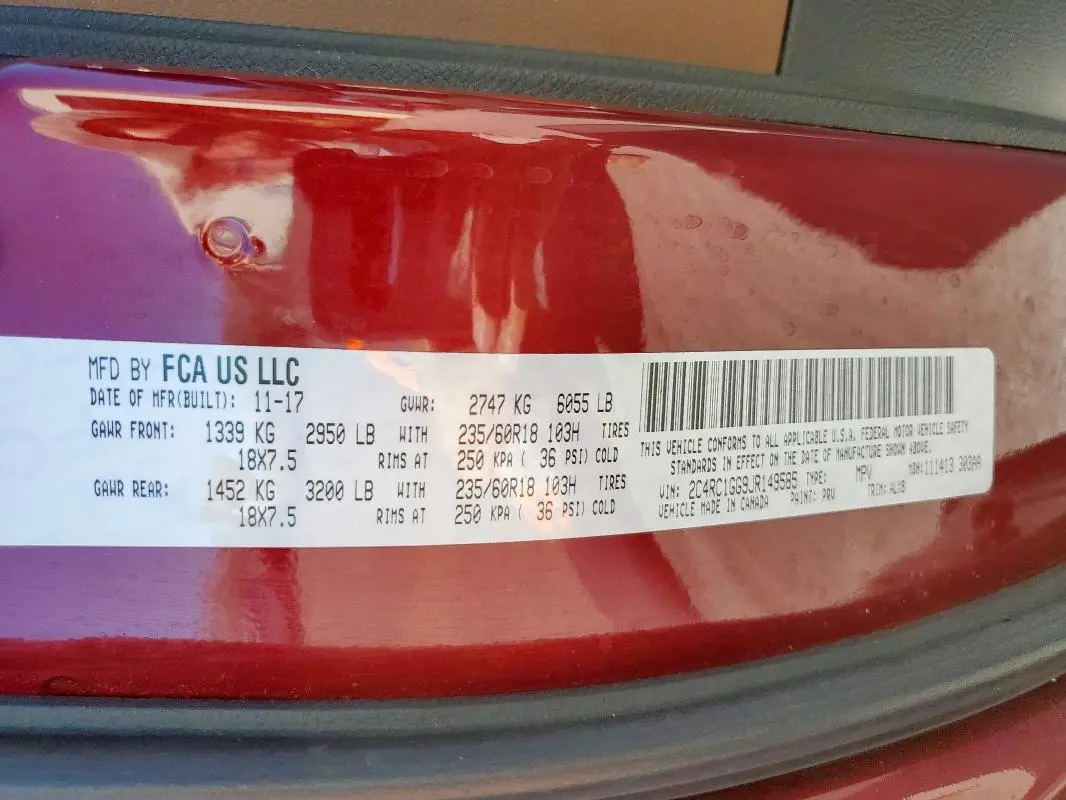 MFD BY FCA US LLC
DATE OF MFR(BUILT): 11-17 GVWR: 2747 KG 6055 LB
GAWR FRONT: 1339 KG 2950 LB WITH 235/60R18 103H TIRES
18X7.5 RIMS AT 250 KPA ( 36 PSI) COLD
GAWR REAR: 1452 KG 3200 LB WITH 235/60R18 103H TIRES
18X7.5 RIMS AT 250 KPA ( 36 PSI) COLD
THIS VEHICLE CONFORMS TO ALL APPLICABLE U.S.A. FEDERAL MOTOR VEHICLE SAFETY
STANDARDS IN EFFECT ON THE DATE OF MANUFACTURE SHOWN ABOVE
VIN: 2C4RC1GG9JR149585 TYPE: MPV MDH:111413 303AA
VEHICLE MADE IN CANADA PAINT: PRV TRIM: